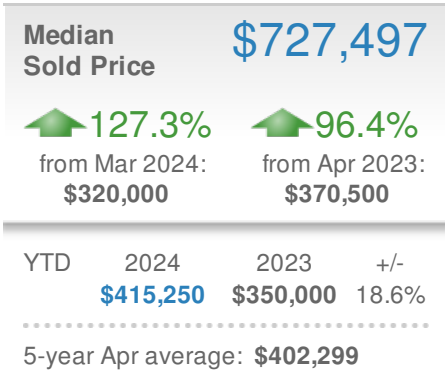 Median
Sold Price
$727,497
127.3% 96.4%
from Mar 2024: from Apr 2023:
$320,000 $370,500
YTD 2024 2023 +/-
$415,250 $350,000 18.6%
5-year Apr average: $402,299